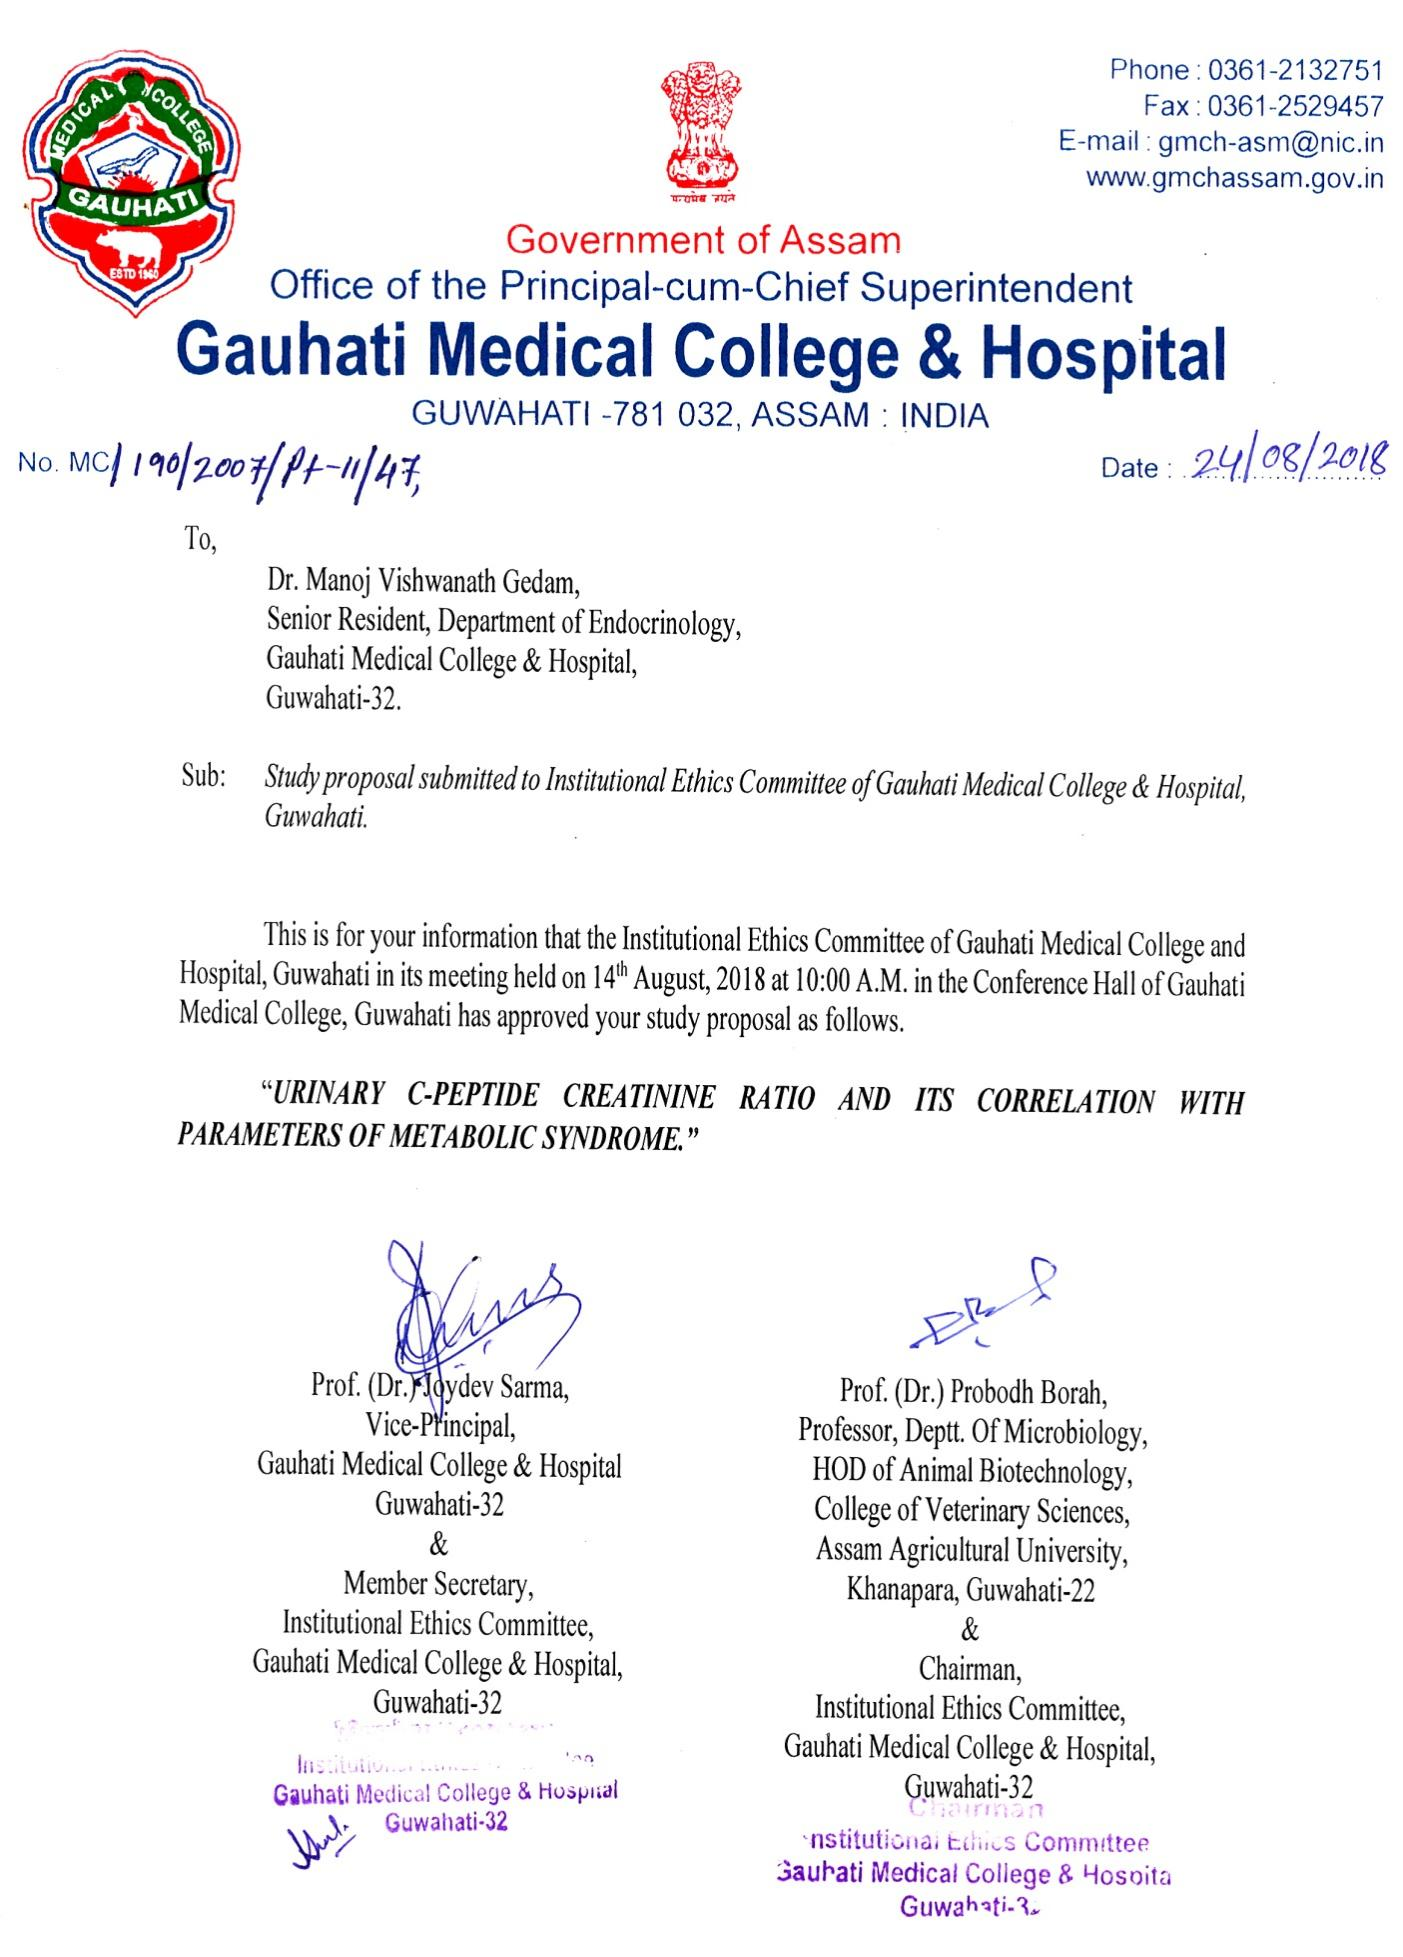 MEDICAL COLLEGE
GAUHATI
ESTD 1960
Phone : 0361-2132751
Fax : 0361-2529457
E-mail : gmch-asm@nic.in
www.gmchassam.gov.in
Government of Assam
Office of the Principal-cum-Chief Superintendent
Gauhati Medical College & Hospital
GUWAHATI -781 032, ASSAM : INDIA
No. MC/190/2007/Pt-11/47,
Date : 24/08/2018
To,
Dr. Manoj Vishwanath Gedam,
Senior Resident, Department of Endocrinology,
Gauhati Medical College & Hospital,
Guwahati-32.
Sub: Study proposal submitted to Institutional Ethics Committee of Gauhati Medical College & Hospital,
Guwahati.
This is for your information that the Institutional Ethics Committee of Gauhati Medical College and
Hospital, Guwahati in its meeting held on 14th August, 2018 at 10:00 A.M. in the Conference Hall of Gauhati
Medical College, Guwahati has approved your study proposal as follows.
“URINARY C-PEPTIDE CREATININE RATIO AND ITS CORRELATION WITH
PARAMETERS OF METABOLIC SYNDROME.”
Prof. (Dr.) Joydev Sarma,
Vice-Principal,
Gauhati Medical College & Hospital
Guwahati-32
&
Member Secretary,
Institutional Ethics Committee,
Gauhati Medical College & Hospital,
Guwahati-32
Gauhati Medical College & Hospital
Guwahati-32
Prof. (Dr.) Probodh Borah,
Professor, Deptt. Of Microbiology,
HOD of Animal Biotechnology,
College of Veterinary Sciences,
Assam Agricultural University,
Khanapara, Guwahati-22
&
Chairman,
Institutional Ethics Committee,
Gauhati Medical College & Hospital,
Guwahati-32
Chairman
Institutional Ethics Committee
Gauhati Medical College & Hospital
Guwahati-32